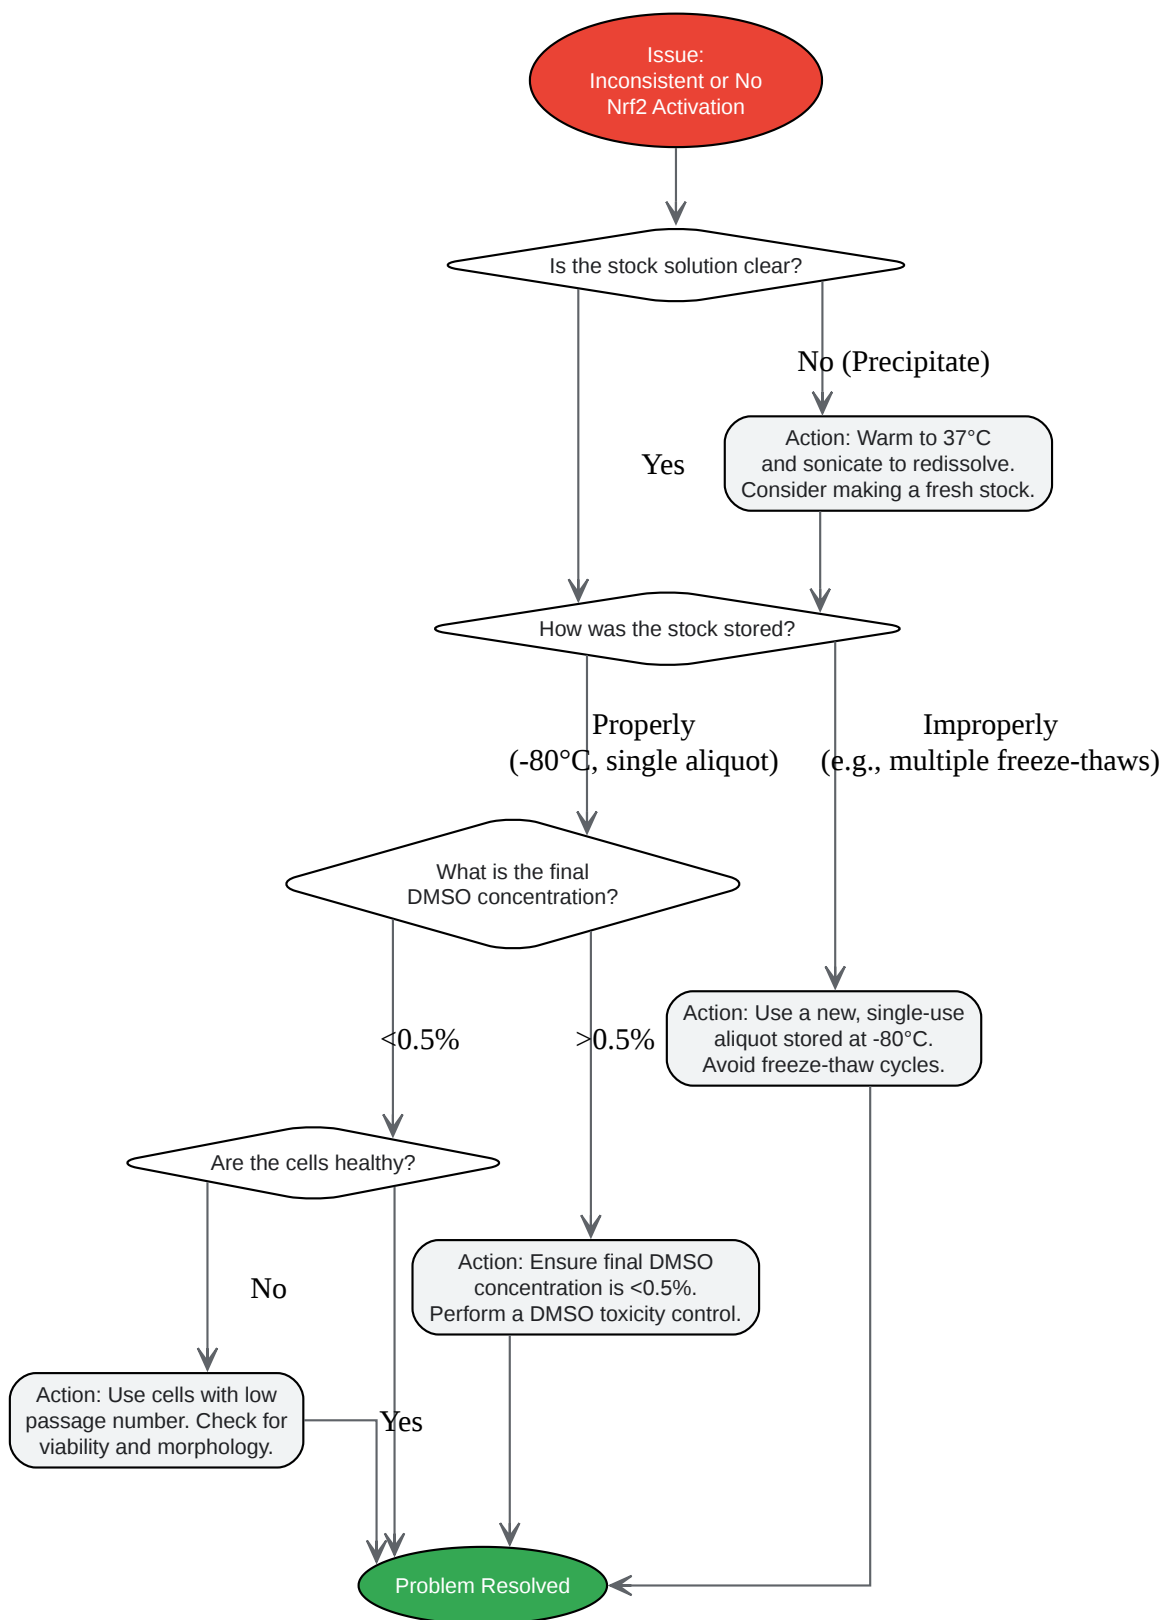 Issue:
Inconsistent or No
Nrf2 Activation
Is the stock solution clear?
No (Precipitate)
Yes
Action: Warm to 37°C
and sonicate to redissolve.
Consider making a fresh stock.
How was the stock stored?
Properly
(-80°C, single aliquot)
Improperly
(e.g., multiple freeze-thaws)
What is the final
DMSO concentration?
<0.5%
>0.5%
Action: Use a new, single-use
aliquot stored at -80°C.
Avoid freeze-thaw cycles.
Are the cells healthy?
No
Action: Ensure final DMSO
concentration is <0.5%.
Perform a DMSO toxicity control.
Action: Use cells with low
passage number. Check for
viability and morphology.
Yes
Problem Resolved